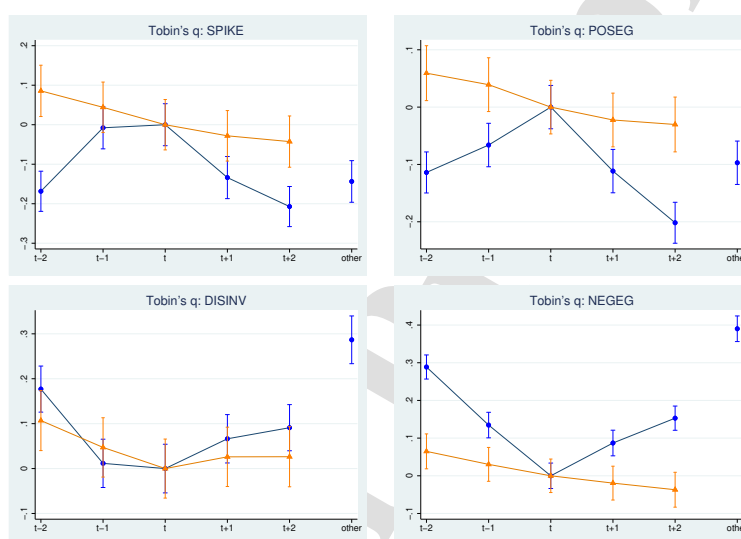 Tobin's q: SPIKE
.2
.1
0
−.1
−.2
−.3
t−2 t−1 t t+1 t+2 other
Tobin's q: POSEG
.1
0
−.1
−.2
t−2 t−1 t t+1 t+2 othe
Tobin's q: DISINV
.3
.2
.1
0
−.1
t−2 t−1 t t+1 t+2 other
Tobin's q: NEGEG
.4
.3
.2
.1
0
−.1
t−2 t−1 t t+1 t+2 othe